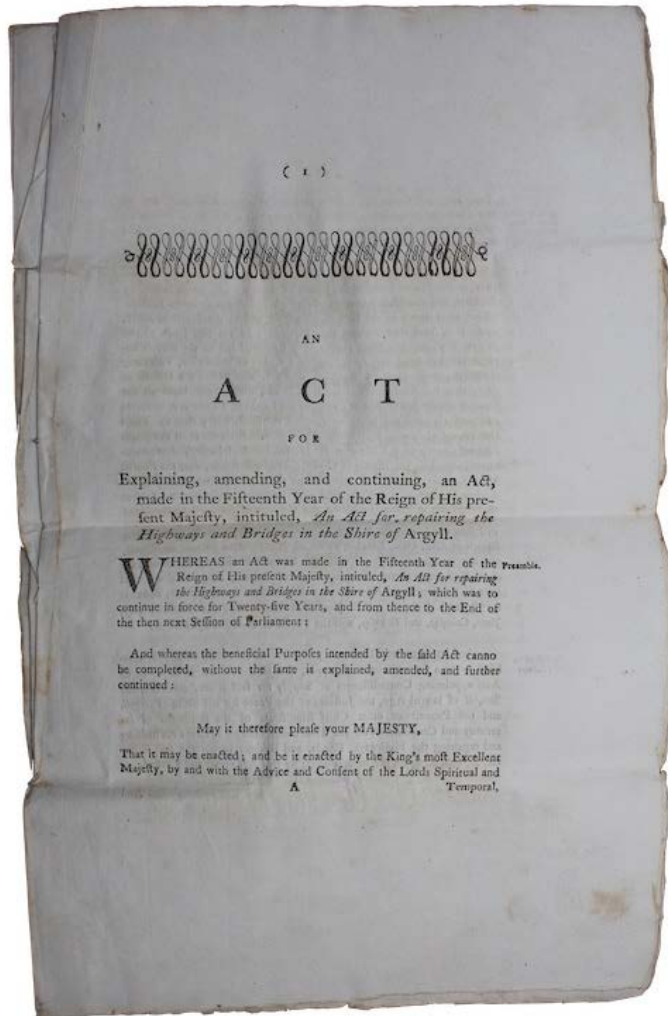 ( 1 )
AN
ACT
FOR
Explaining, amending, and continuing, an Act,
made in the Fifteenth Year of the Reign of His pre-
ſent Majeſty, intituled, An Act for repairing the
Highways and Bridges in the Shire of Argyll.
WHEREAS an Act was made in the Fifteenth Year of the Preamble.
Reign of His preſent Majeſty, intituled, An Act for repairing
the Highways and Bridges in the Shire of Argyll; which was to
continue in force for Twenty-five Years, and from thence to the End of
the then next Seſſion of Parliament:
And whereas the beneficial Purpoſes intended by the ſaid Act canno
be completed, without the ſame is explained, amended, and further
continued:
May it therefore pleaſe your MAJESTY,
That it may be enacted; and be it enacted by the King's moſt Excellent
Majeſty, by and with the Advice and Conſent of the Lords Spiritual and
A Temporal,